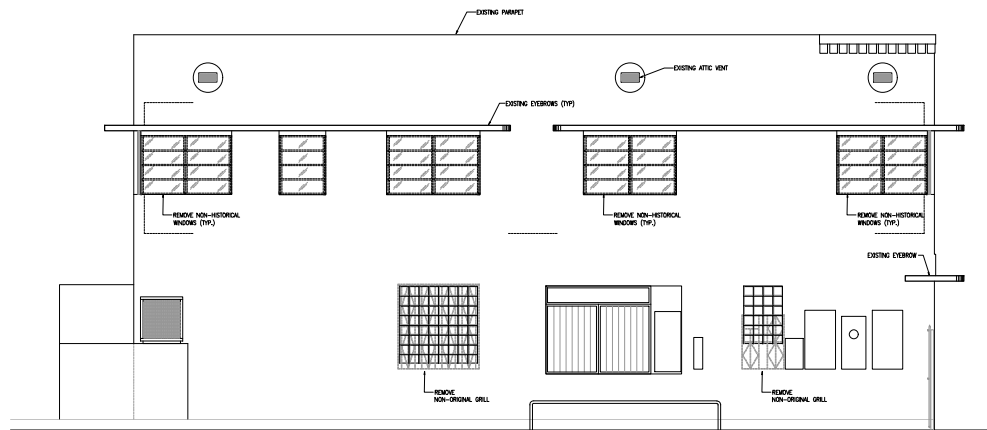 EXISTING PARAPET
EXISTING ATTIC VENT
EXISTING EYEBROWS (TYP)
REMOVE NON-HISTORICAL
WINDOWS (TYP.)
REMOVE NON-HISTORICAL
WINDOWS (TYP.)
REMOVE NON-HISTORICAL
WINDOWS (TYP.)
EXISTING EYEBROW
REMOVE
NON-ORIGINAL GRILL
REMOVE
NON-ORIGINAL GRILL